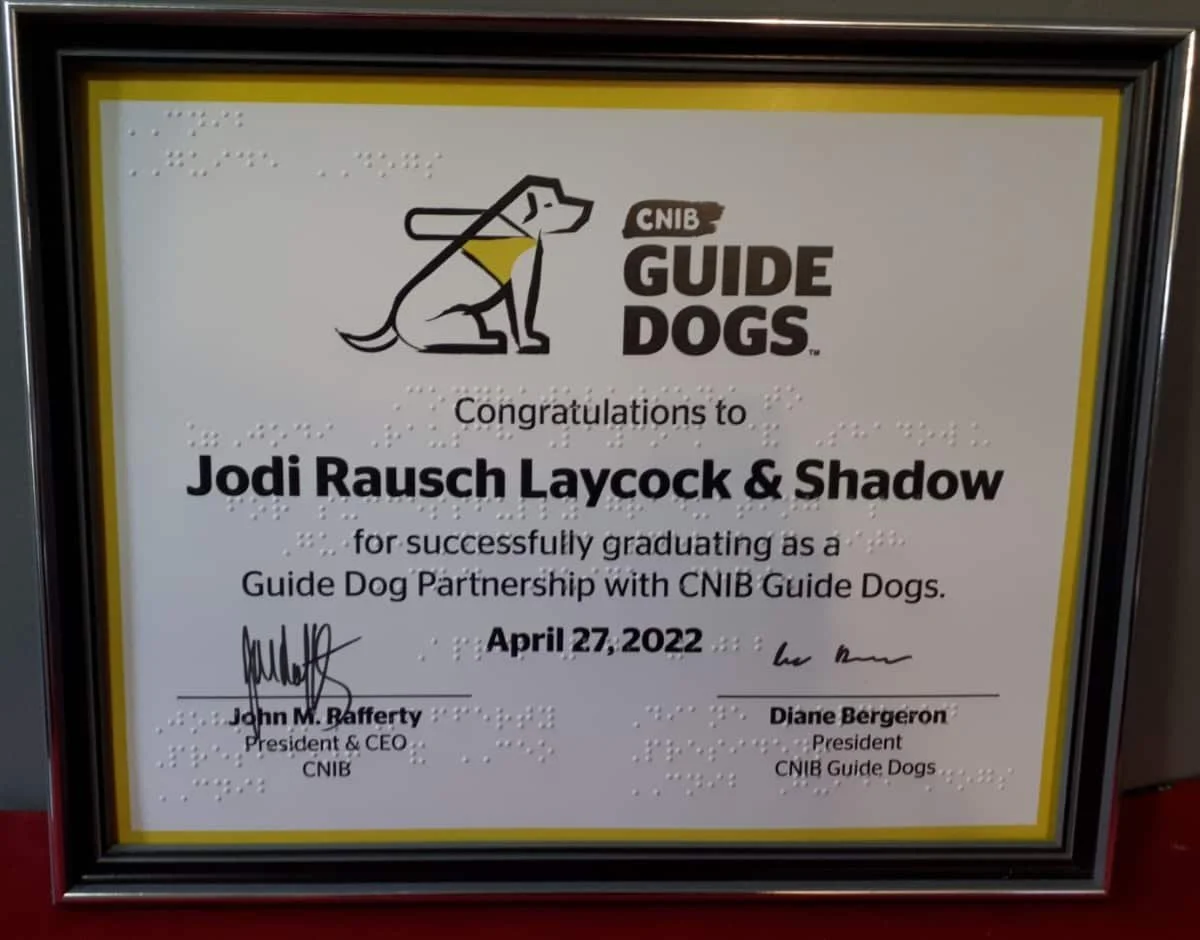 CNIB
GUIDE
DOGS™
Congratulations to
Jodi Rausch Laycock & Shadow
for successfully graduating as a
Guide Dog Partnership with CNIB Guide Dogs.
April 27, 2022
John M. Rafferty
President & CEO
CNIB
Diane Bergeron
President
CNIB Guide Dogs